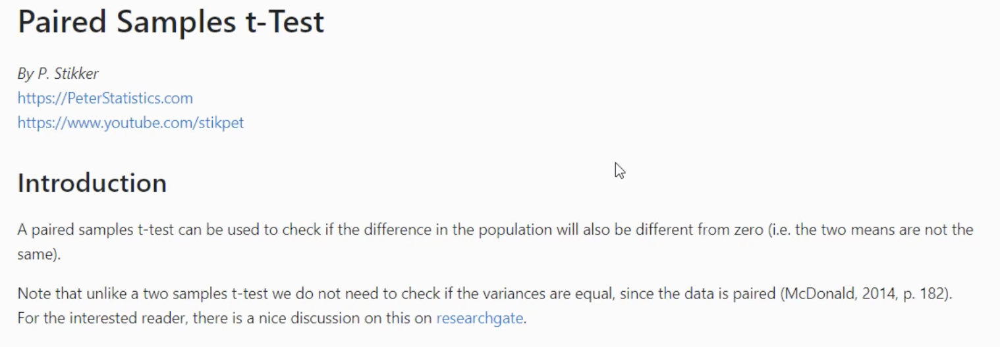 Paired Samples t-Test
By P. Stikker
https://PeterStatistics.com
https://www.youtube.com/stikpet
Introduction
A paired samples t-test can be used to check if the difference in the population will also be different from zero (i.e. the two means are not the
same).
Note that unlike a two samples t-test we do not need to check if the variances are equal, since the data is paired (McDonald, 2014, p. 182).
For the interested reader, there is a nice discussion on this on researchgate.